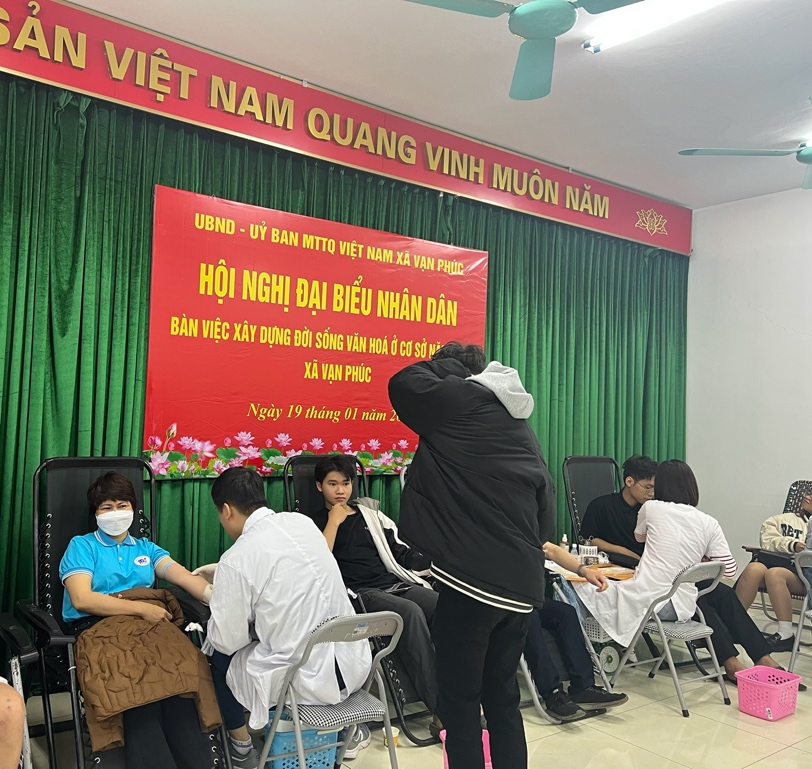 SẢN VIỆT NAM QUANG VINH MUÔN NĂM
UBND - UỶ BAN MTTQ VIỆT NAM XÃ VẠN PHÚC
HỘI NGHỊ ĐẠI BIỂU NHÂN DÂN
BÀN VIỆC XÂY DỰNG ĐỜI SỐNG VĂN HOÁ Ở CƠ SỞ
XÃ VẠN PHÚC
Ngày 19 tháng 01 năm